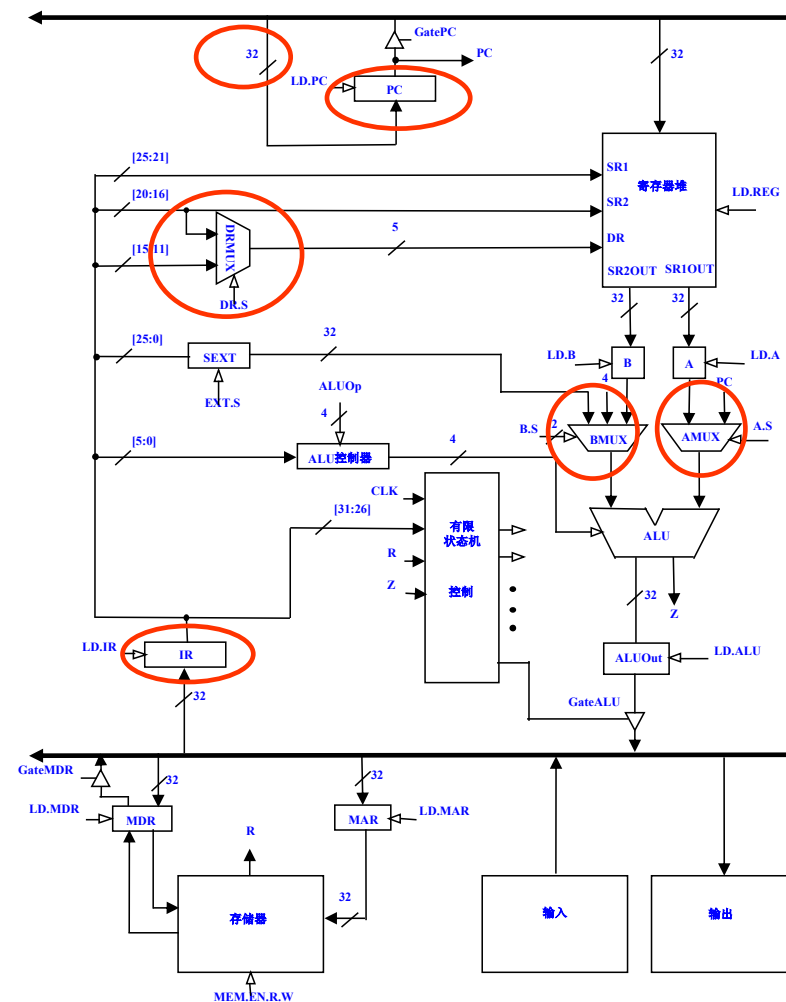 GatePC
32
PC
32
LD.PC
PC
[25:21]
SR1
寄存器堆
[20:16]
SR2
LD.REG
DRMUX
5
DR
[15:11]
SR2OUT
SR1OUT
DR.S
32
32
[25:0]
32
SEXT
LD.B
B
A
LD.A
ALUOp
4
PC
EXT.S
4
B.S
2
BMUX
AMUX
A.S
[5:0]
ALU控制器
4
CLK
[31:26]
有限
状态机
ALU
R
Z
控制
32
Z
LD.IR
IR
ALUOut
LD.ALU
32
GateALU
GateMDR
32
32
LD.MDR
MDR
MAR
LD.MAR
R
32
存储器
输入
输出
MEM.EN.R.W